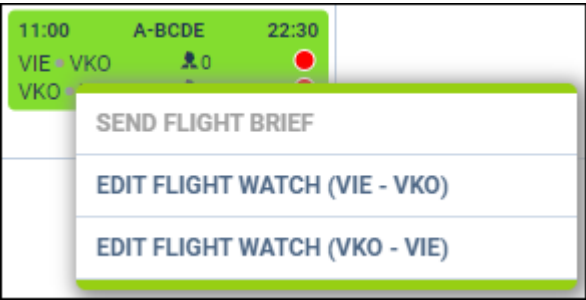 11:00 A-BCDE 22:30
VIE VKO 0
VKO
SEND FLIGHT BRIEF
EDIT FLIGHT WATCH (VIE - VKO)
EDIT FLIGHT WATCH (VKO - VIE)